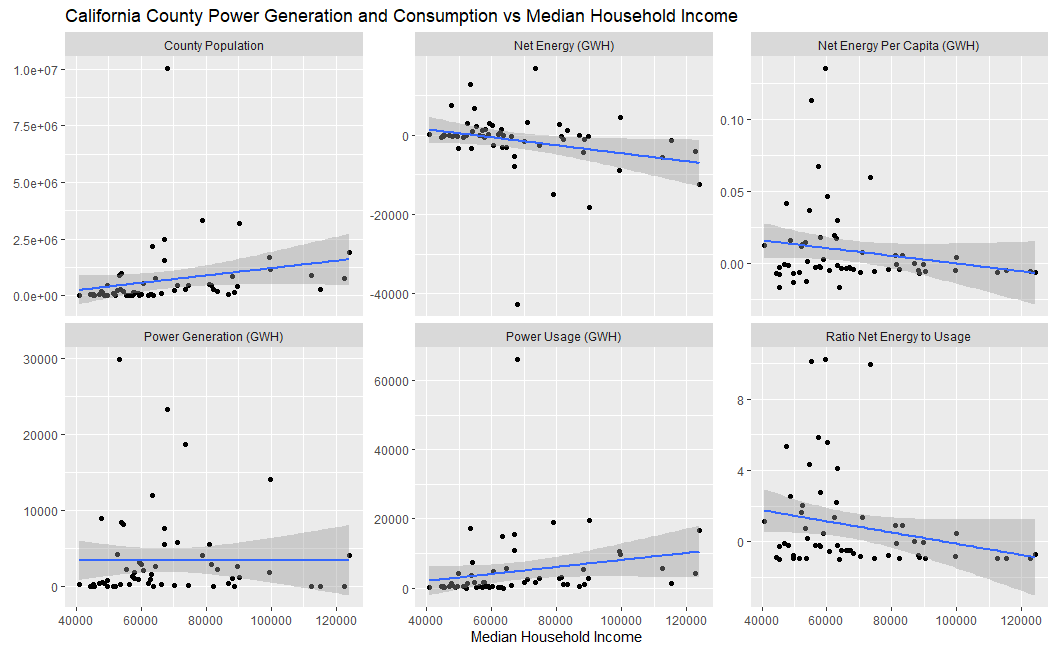 California County Power Generation and Consumption vs Median Household Income
County Population
Net Energy (GWH)
Net Energy Per Capita (GWH)
1.0e+07
7.5e+06
5.0e+06
2.5e+06
0.0e+00
0
-20000
-40000
0.10
0.05
0.00
Power Generation (GWH)
Power Usage (GWH)
Ratio Net Energy to Usage
30000
20000
10000
0
60000
40000
20000
0
8
4
0
40000 60000 80000 100000 120000
40000 60000 80000 100000 120000
40000 60000 80000 100000 120000
Median Household Income